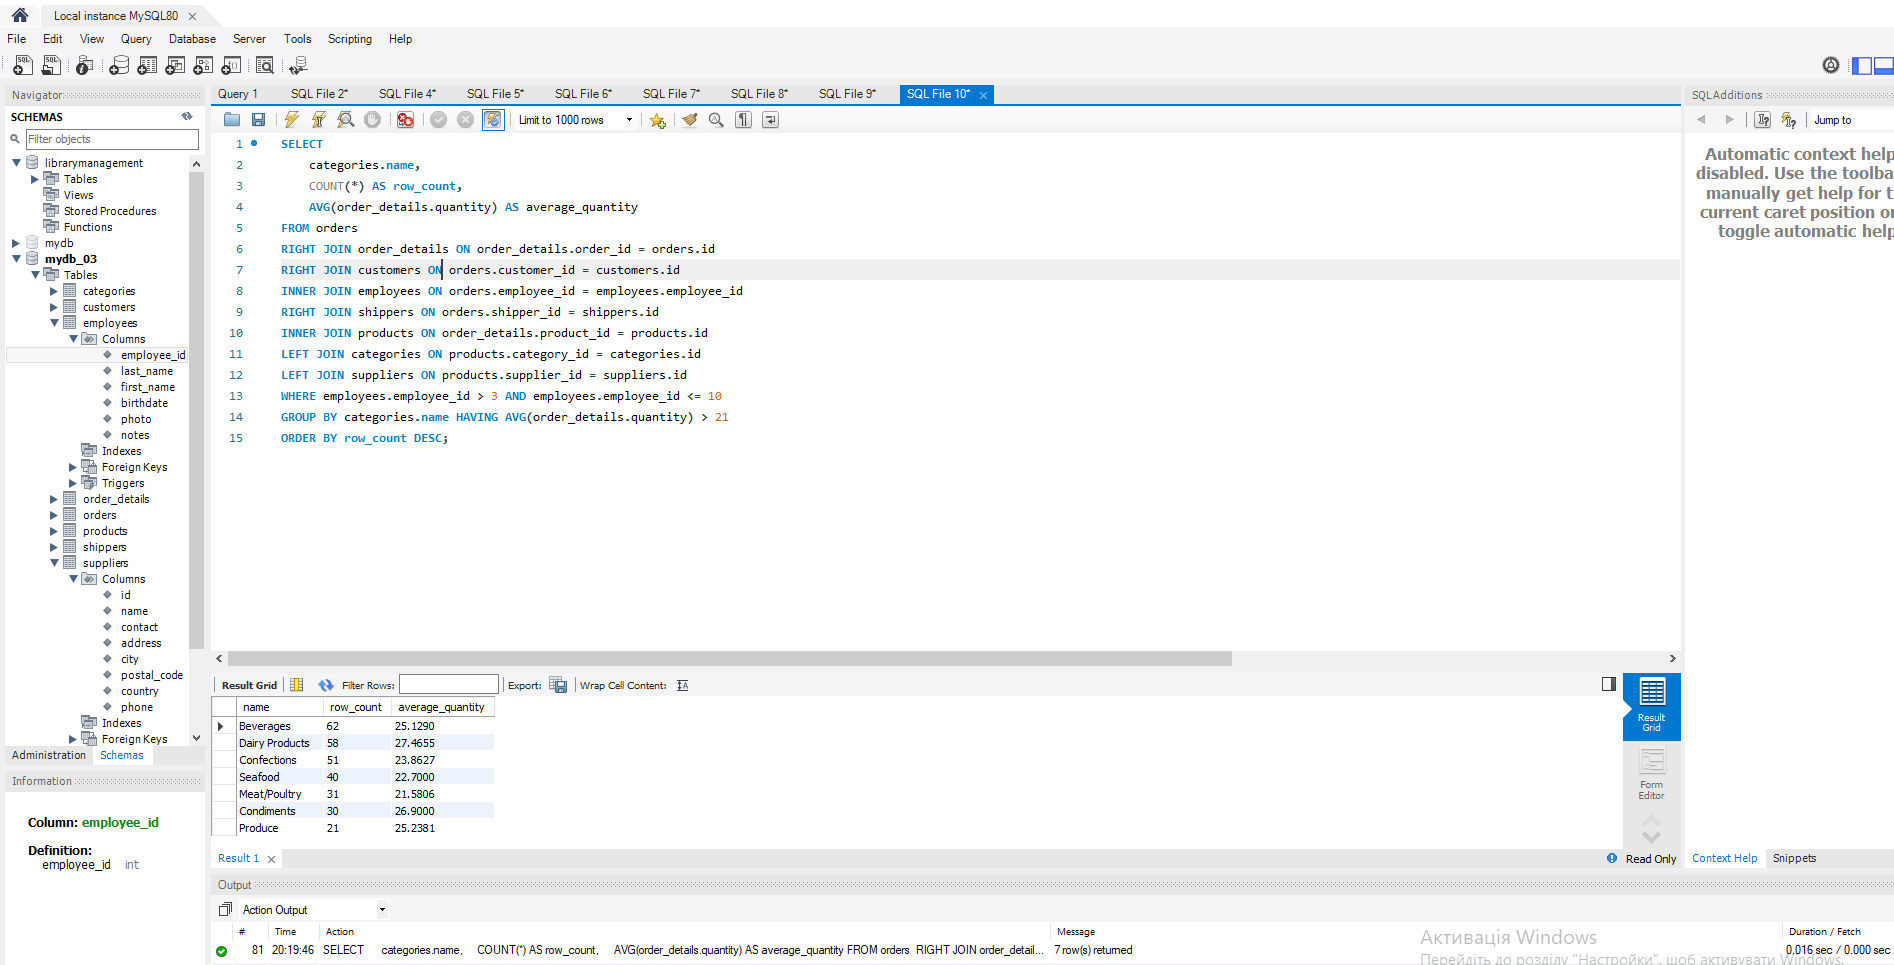 Local instance MySQL80
File Edit View Query Database Server Tools Scripting Help
Navigator
SCHEMAS
Filter objects
librarymanagement
Tables
Views
Stored Procedures
Functions
mydb
mydb_03
Tables
categories
customers
employees
Columns
employee_id
last_name
first_name
birthdate
photo
notes
Indexes
Foreign Keys
Triggers
order_details
orders
products
shippers
suppliers
Columns
id
name
contact
address
city
postal_code
country
phone
Indexes
Foreign Keys
Administration Schemas
Information
Column: employee_id
Definition:
employee_id int
Query 1 SQL File 2* SQL File 4* SQL File 5* SQL File 6* SQL File 7* SQL File 8* SQL File 9* SQL File 10*
Limit to 1000 rows
1 SELECT
2 categories.name,
3 COUNT(*) AS row_count,
4 AVG(order_details.quantity) AS average_quantity
5 FROM orders
6 RIGHT JOIN order_details ON order_details.order_id = orders.id
7 RIGHT JOIN customers ON orders.customer_id = customers.id
8 INNER JOIN employees ON orders.employee_id = employees.employee_id
9 RIGHT JOIN shippers ON orders.shipper_id = shippers.id
10 INNER JOIN products ON order_details.product_id = products.id
11 LEFT JOIN categories ON products.category_id = categories.id
12 LEFT JOIN suppliers ON products.supplier_id = suppliers.id
13 WHERE employees.employee_id > 3 AND employees.employee_id <= 10
14 GROUP BY categories.name HAVING AVG(order_details.quantity) > 21
15 ORDER BY row_count DESC;
Result Grid Filter Rows: Export: Wrap Cell Content:
name row_count average_quantity
Beverages 62 25.1290
Dairy Products 58 27.4655
Confections 51 23.8627
Seafood 40 22.7000
Meat/Poultry 31 21.5806
Condiments 30 26.9000
Produce 21 25.2381
Result Grid
Form Editor
Result 1
Read Only
SQLAdditions
Jump to
Automatic context help
disabled. Use the toolba
manually get help for t
current caret position or
toggle automatic help
Context Help Snippets
Output
Action Output
# Time Action Message Duration / Fetch
81 20:19:46 SELECT categories.name, COUNT(*) AS row_count, AVG(order_details.quantity) AS average_quantity FROM orders RIGHT JOIN order_detail... 7 row(s) returned 0.016 sec / 0.000 sec
Активація Windows
Перейдіть до розділу "Настройки", щоб активувати Windows.